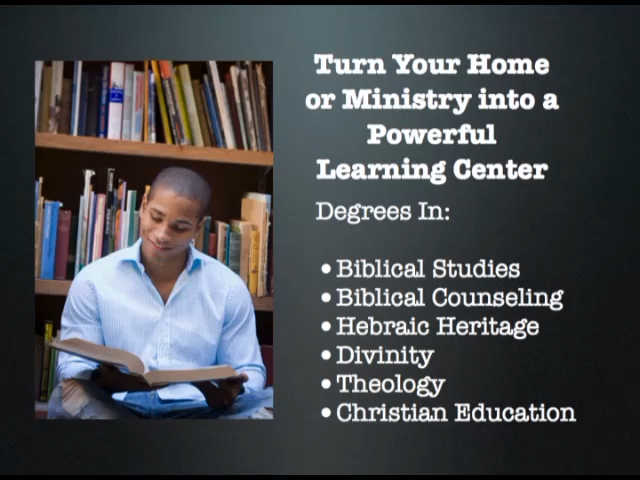 Turn Your Home
or Ministry into a
Powerful
Learning Center
Degrees In:
• Biblical Studies
• Biblical Counseling
• Hebraic Heritage
• Divinity
• Theology
• Christian Education